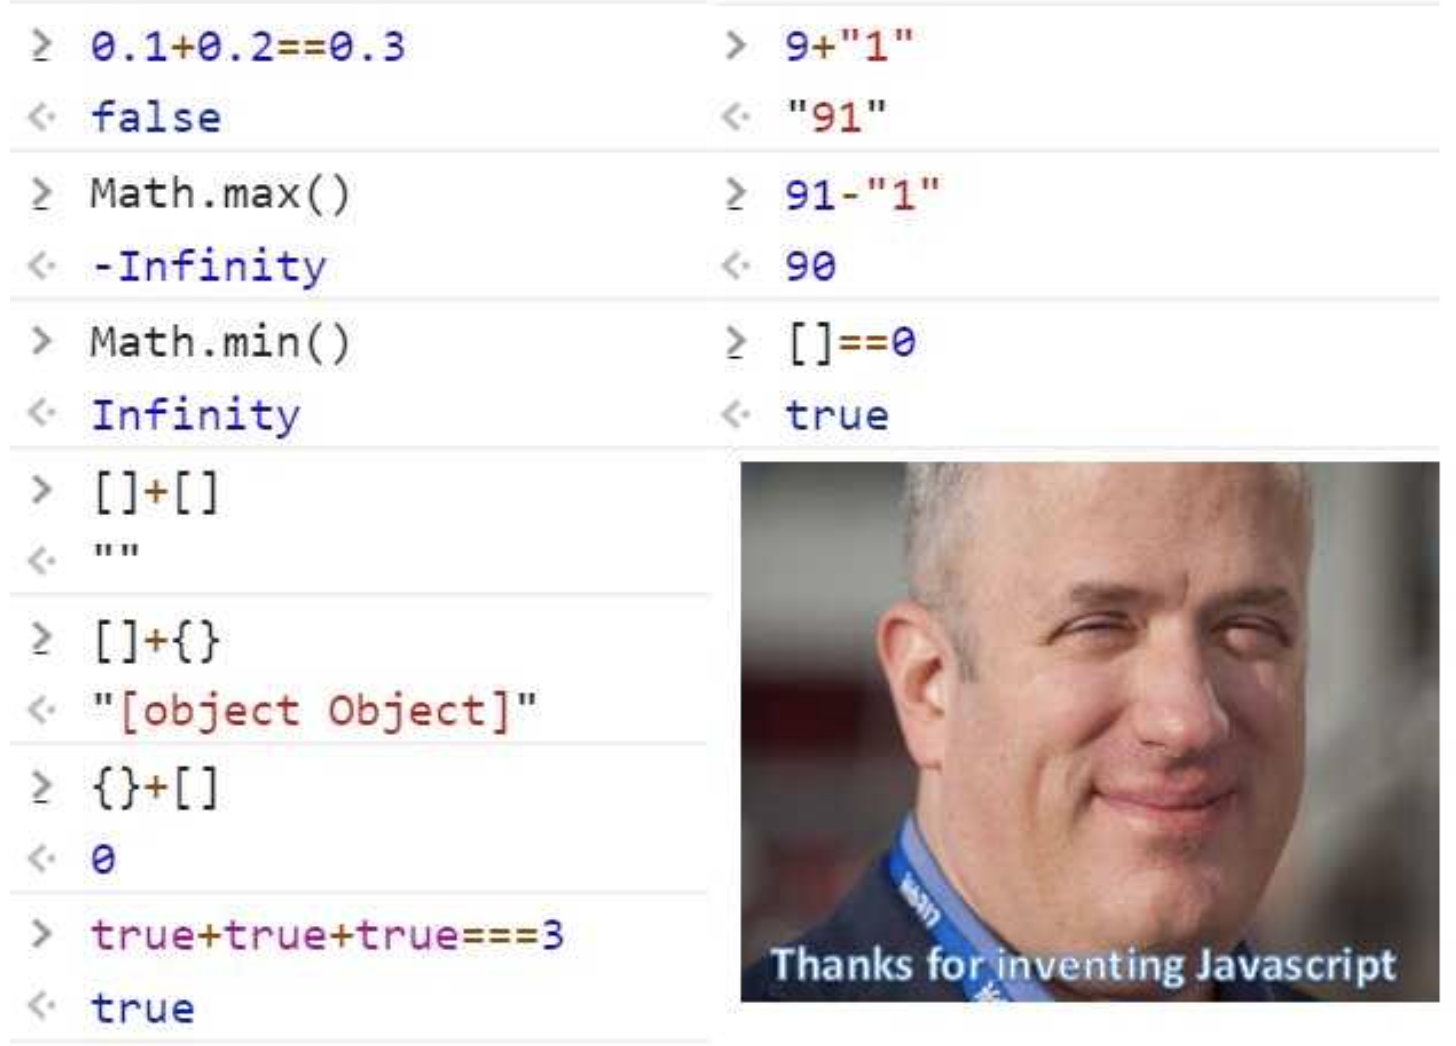 > 0.1+0.2==0.3
<· false
> Math.max()
<· -Infinity
> Math.min()
<· Infinity
> []+[]
<· ""
> []+{}
<· "[object Object]"
> {}+[]
<· 0
> true+true+true===3
<· true
> 9+"1"
<· "91"
> 91-"1"
<· 90
> []==0
<· true
Thanks for inventing Javascript